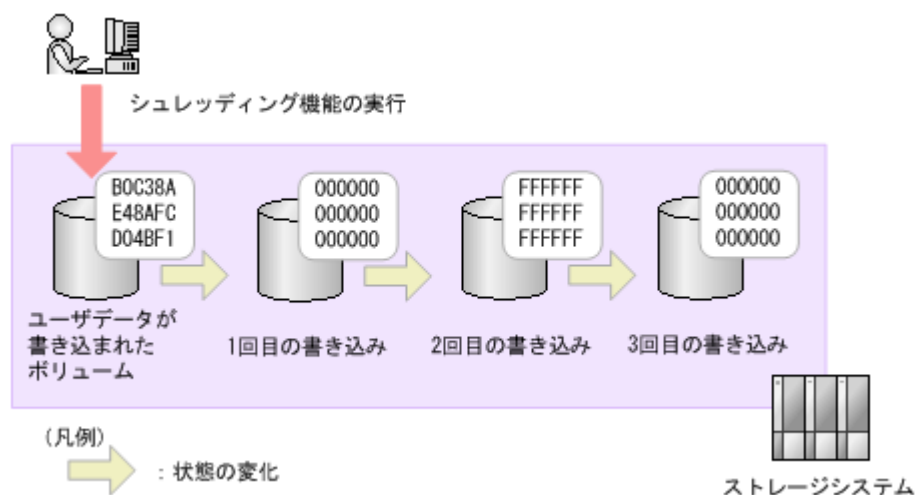 シュレッディング機能の実行
B0C38A
E48AFC
D04BF1
000000
000000
000000
FFFFFF
FFFFFF
FFFFFF
000000
000000
000000
ユーザデータが
書き込まれた
ボリューム
1回目の書き込み
2回目の書き込み
3回目の書き込み
(凡例)
：状態の変化
ストレージシステム